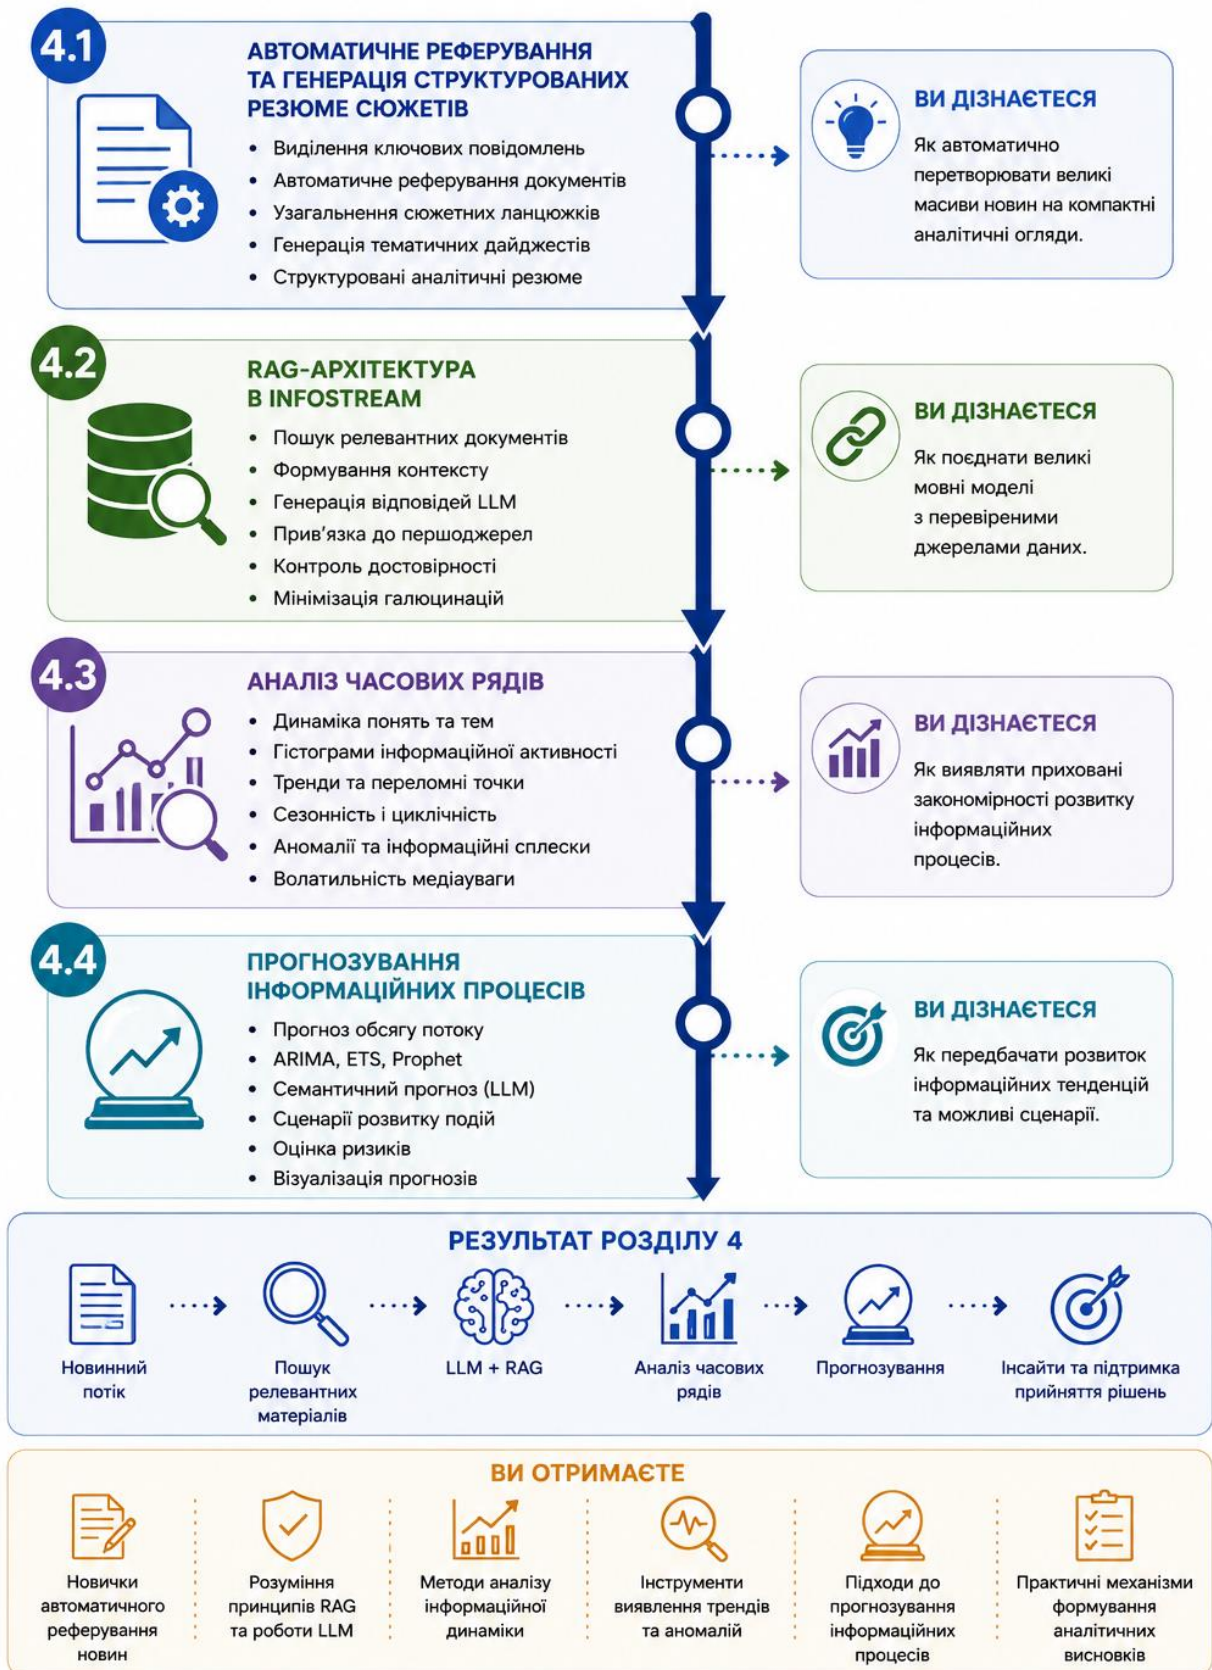 4.1
АВТОМАТИЧНЕ РЕФЕРУВАННЯ
ТА ГЕНЕРАЦІЯ СТРУКТУРОВАНИХ
РЕЗЮМЕ СЮЖЕТІВ
• Виділення ключових повідомлень
• Автоматичне реферування документів
• Узагальнення сюжетних ланцюжків
• Генерація тематичних дайджестів
• Структуровані аналітичні резюме
ВИ ДІЗНАЄТЕСЯ
Як автоматично
перетворювати великі
масиви новин на компактні
аналітичні огляди.
4.2
RAG-АРХІТЕКТУРА
В INFOSTREAM
• Пошук релевантних документів
• Формування контексту
• Генерація відповідей LLM
• Прив'язка до першоджерел
• Контроль достовірності
• Мінімізація галюцинацій
ВИ ДІЗНАЄТЕСЯ
Як поєднати великі
мовні моделі
з перевіреними
джерелами даних.
4.3
АНАЛІЗ ЧАСОВИХ РЯДІВ
• Динаміка понять та тем
• Гістограми інформаційної активності
• Тренди та переломні точки
• Сезонність і циклічність
• Аномалії та інформаційні сплески
• Волатильність медіауваги
ВИ ДІЗНАЄТЕСЯ
Як виявляти приховані
закономірності розвитку
інформаційних
процесів.
4.4
ПРОГНОЗУВАННЯ
ІНФОРМАЦІЙНИХ ПРОЦЕСІВ
• Прогноз обсягу потоку
• ARIMA, ETS, Prophet
• Семантичний прогноз (LLM)
• Сценарії розвитку подій
• Оцінка ризиків
• Візуалізація прогнозів
ВИ ДІЗНАЄТЕСЯ
Як передбачати розвиток
інформаційних тенденцій
та можливі сценарії.
РЕЗУЛЬТАТ РОЗДІЛУ 4
Новинний
потік
Пошук
релевантних
матеріалів
LLM + RAG
Аналіз часових
рядів
Прогнозування
Інсайти та підтримка
прийняття рішень
ВИ ОТРИМАЄТЕ
Новички
автоматичного
реферування
новин
Розуміння
принципів RAG
та роботи LLM
Методи аналізу
інформаційної
динаміки
Інструменти
виявлення трендів
та аномалій
Підходи до
прогнозування
інформаційних
процесів
Практичні механізми
формування
аналітичних
висновків